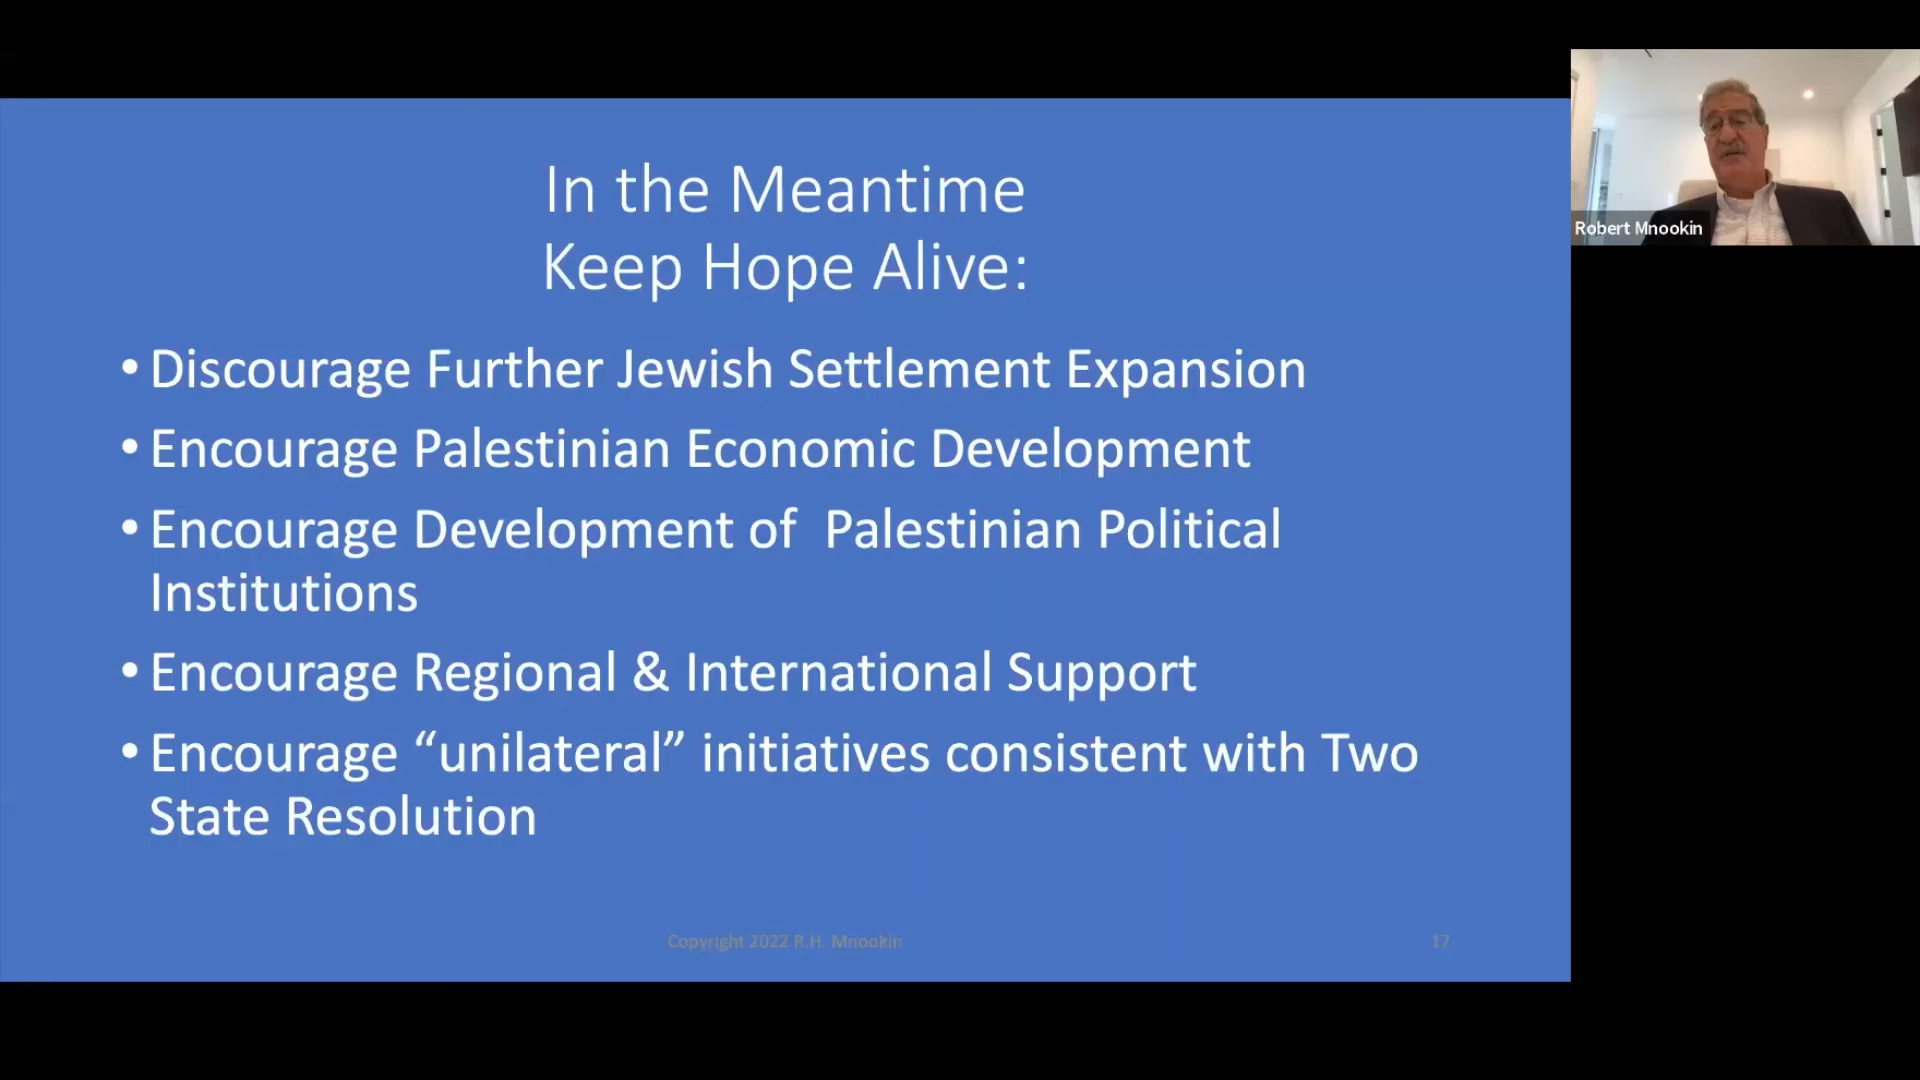 In the Meantime
Keep Hope Alive:
• Discourage Further Jewish Settlement Expansion
• Encourage Palestinian Economic Development
• Encourage Development of  Palestinian Political
Institutions
• Encourage Regional & International Support
• Encourage “unilateral” initiatives consistent with Two
State Resolution
Copyright 2022 R.H. Mnookin
17
Robert Mnookin